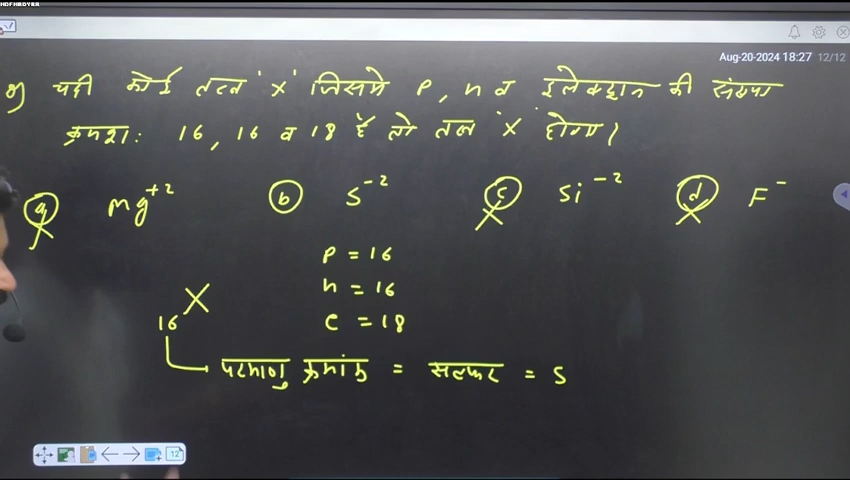 Aug-20-2024 18:27 12/12
Q) यदी कोई तत्व 'X' जिसमे P, n व इलेक्ट्रान की संख्या
क्रमश: 16, 16 व 18 है तो तत्व 'X' होगा।
(a) Mg+2 (b) S-2 (c) Si-2 (d) F-
P = 16
n = 16
16X
e = 18
परमाणु क्रमांक = सल्फर = S
12